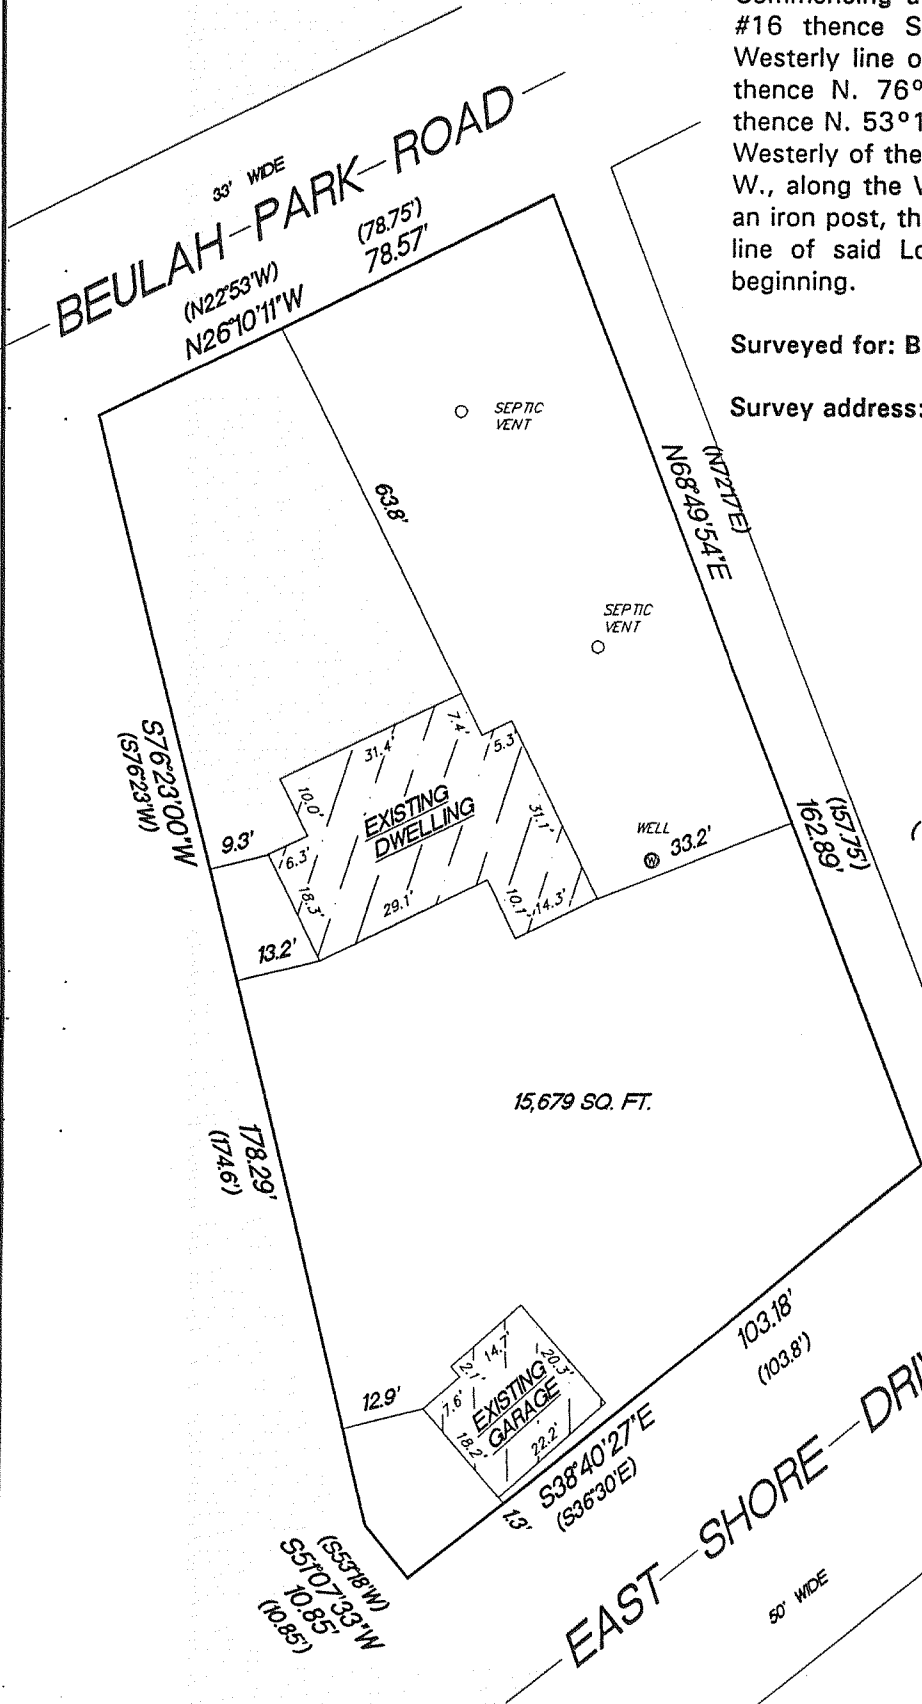 #16 thence S
Westerly line o
thence N. 76°
thence N. 53°1
Westerly of the
W., along the
an iron post, th
line of said Lo
beginning.
Surveyed for: B
Survey address:
33' WIDE
BEULAH PARK ROAD
(N22°53'W)
N26°10'11"W
(78.75')
78.57'
SEPTIC
VENT
63.8'
(N72°17'E)
N68°49'54"E
SEPTIC
VENT
S76°23'00"W
(S76°23'W)
7.4'
5.3'
31.4'
10.0'
EXISTING
DWELLING
31.1'
9.3'
6.3'
18.3'
29.1'
10.1'
14.3'
WELL
W
33.2'
(157.75')
162.89'
13.2'
15,679 SQ. FT.
178.29'
(174.6')
12.9'
14.7'
2.1'
20.3'
7.6'
EXISTING
GARAGE
18.2'
22.2'
1.3'
103.18'
(103.8')
S38°40'27"E
(S36°30'E)
(S53°18'W)
S51°07'33"W
10.85'
(10.85')
EAST SHORE DRI
50' WIDE